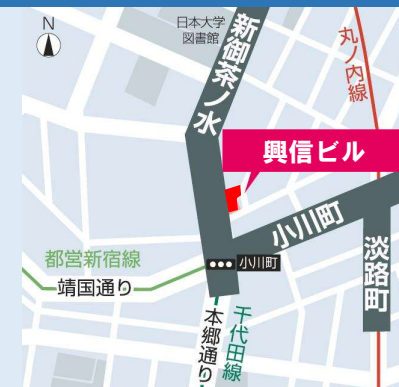 N
日本大学
図書館
新御茶ノ水
丸ノ内線
興信ビル
小川町
淡路町
都営新宿線
小川町
靖国通り
千代田線
本郷通り